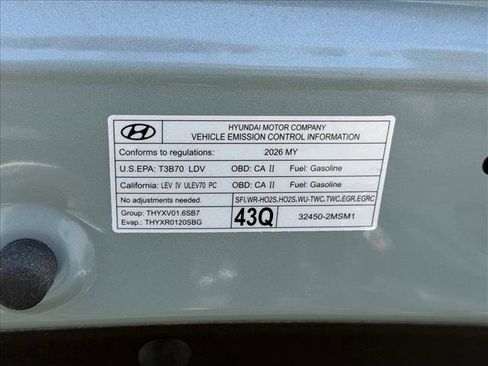 HYUNDAI MOTOR COMPANY
VEHICLE EMISSION CONTROL INFORMATION
Conforms to regulations: 2026 MY
U.S.EPA: T3B70 LDV OBD: CA II Fuel: Gasoline
California: LEV IV ULEV70 PC OBD: CA II Fuel: Gasoline
No adjustments needed. SFI,WR-HO2S,HO2S,WU-TWC,TWC,EGR,EGRC
Group: THYXV01.6SB7 43Q 32450-2MSM1
Evap.: THYXR0120SBG